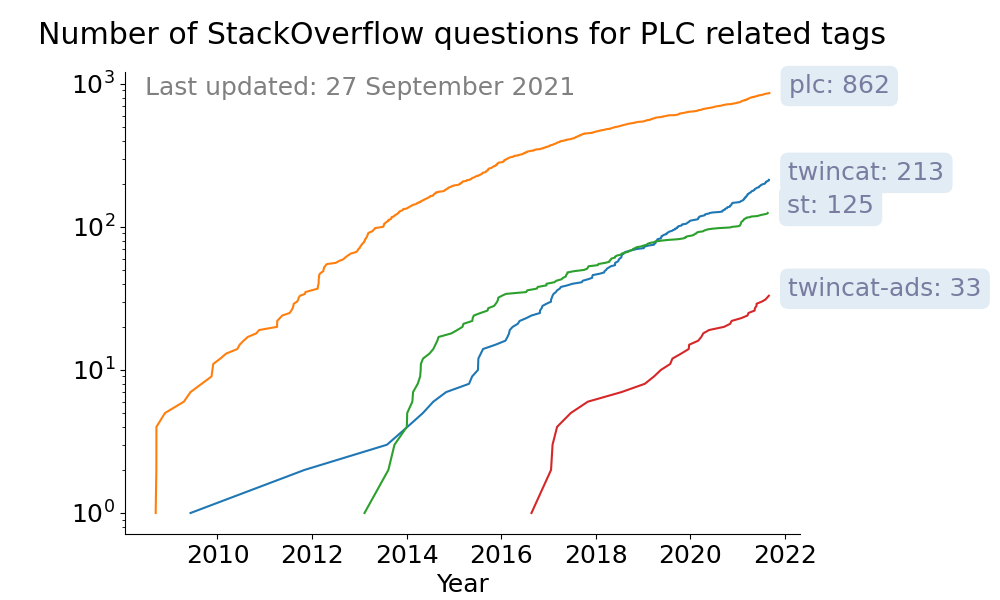 Number of StackOverflow questions for PLC related tags
Last updated: 27 September 2021
10³
10²
10¹
10⁰
plc: 862
twincat: 213
st: 125
twincat-ads: 33
2010 2012 2014 2016 2018 2020 2022
Year